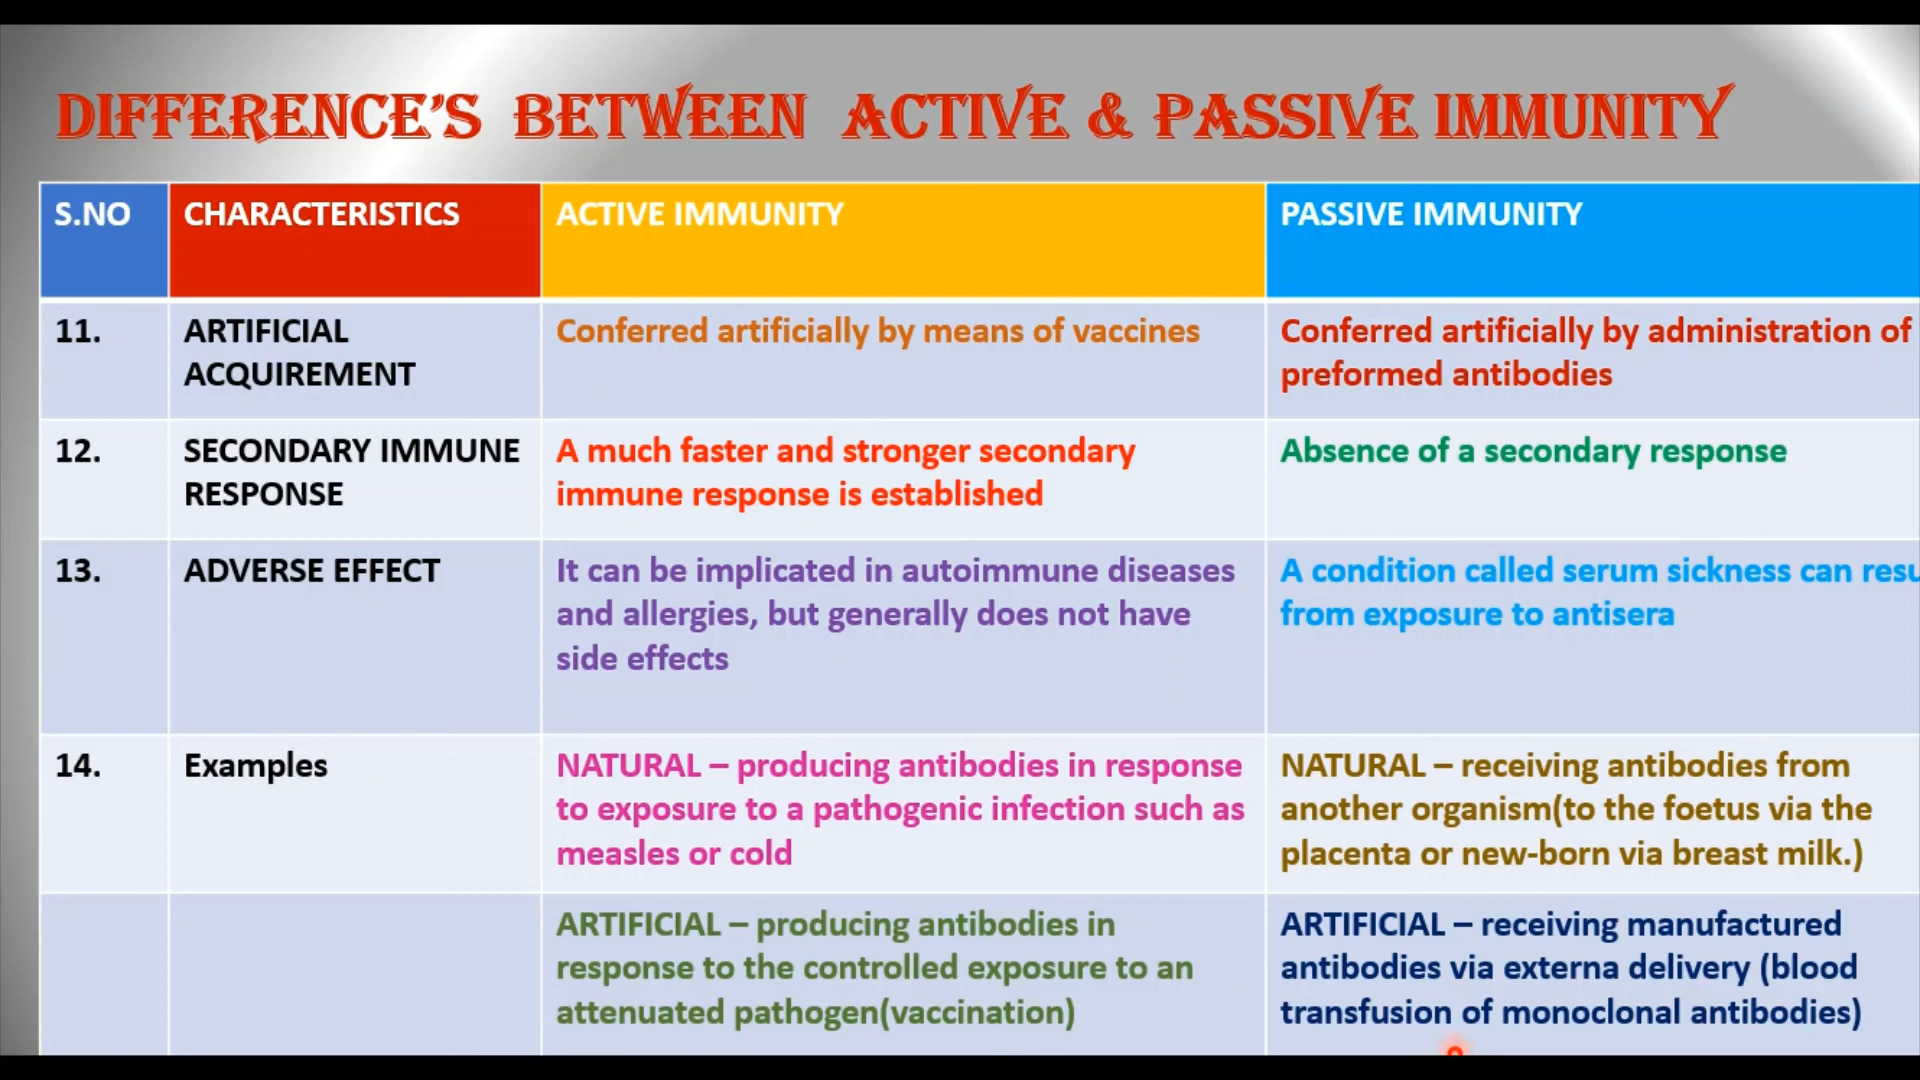 DIFFERENCE'S BETWEEN ACTIVE & PASSIVE IMMUNITY
S.NO CHARACTERISTICS ACTIVE IMMUNITY PASSIVE IMMUNITY
11. ARTIFICIAL Conferred artificially by means of vaccines Conferred artificially by administration of
ACQUIREMENT preformed antibodies
12. SECONDARY IMMUNE A much faster and stronger secondary Absence of a secondary response
RESPONSE immune response is established
13. ADVERSE EFFECT It can be implicated in autoimmune diseases A condition called serum sickness can resu
and allergies, but generally does not have from exposure to antisera
side effects
14. Examples NATURAL – producing antibodies in response NATURAL – receiving antibodies from
to exposure to a pathogenic infection such as another organism(to the foetus via the
measles or cold placenta or new-born via breast milk.)
ARTIFICIAL – producing antibodies in ARTIFICIAL – receiving manufactured
response to the controlled exposure to an antibodies via externa delivery (blood
attenuated pathogen(vaccination) transfusion of monoclonal antibodies)